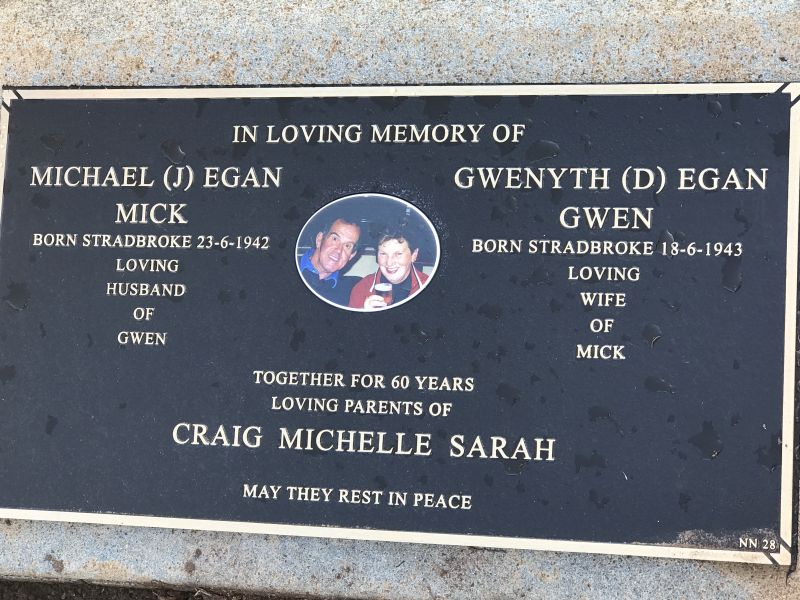 IN LOVING MEMORY OF
MICHAEL (J) EGAN
MICK
BORN STRADBROKE 23-6-1942
LOVING
HUSBAND
OF
GWEN
GWENYTH (D) EGAN
GWEN
BORN STRADBROKE 18-6-1943
LOVING
WIFE
OF
MICK
TOGETHER FOR 60 YEARS
LOVING PARENTS OF
CRAIG MICHELLE SARAH
MAY THEY REST IN PEACE
NN 28